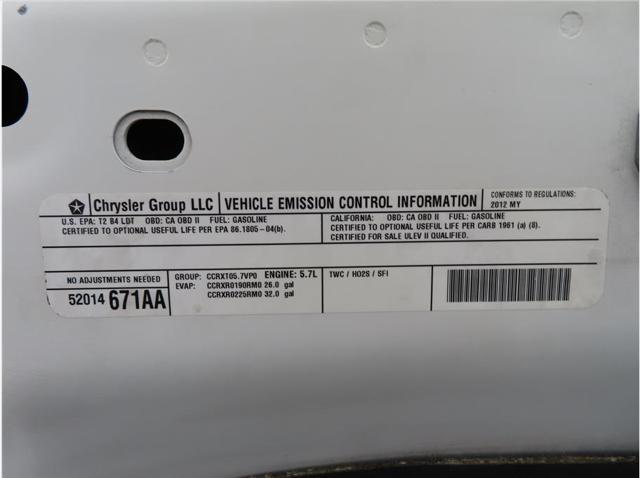 Chrysler Group LLC VEHICLE EMISSION CONTROL INFORMATION CONFORMS TO REGULATIONS:
2012 MY
U.S. EPA: T2 B4 LDT OBD: CA OBD II FUEL: GASOLINE
CERTIFIED TO OPTIONAL USEFUL LIFE PER EPA 86.1805-04(b).
CALIFORNIA: OBD: CA OBD II FUEL: GASOLINE
CERTIFIED TO OPTIONAL USEFUL LIFE PER CARB 1961 (a) (8).
CERTIFIED FOR SALE ULEV II QUALIFIED.
NO ADJUSTMENTS NEEDED
52014 671AA
GROUP: CCRXT05.7VP0 ENGINE: 5.7L
EVAP: CCRXR0190RM0 26.0 gal
CCRXR0225RM0 32.0 gal
TWC / HO2S / SFI